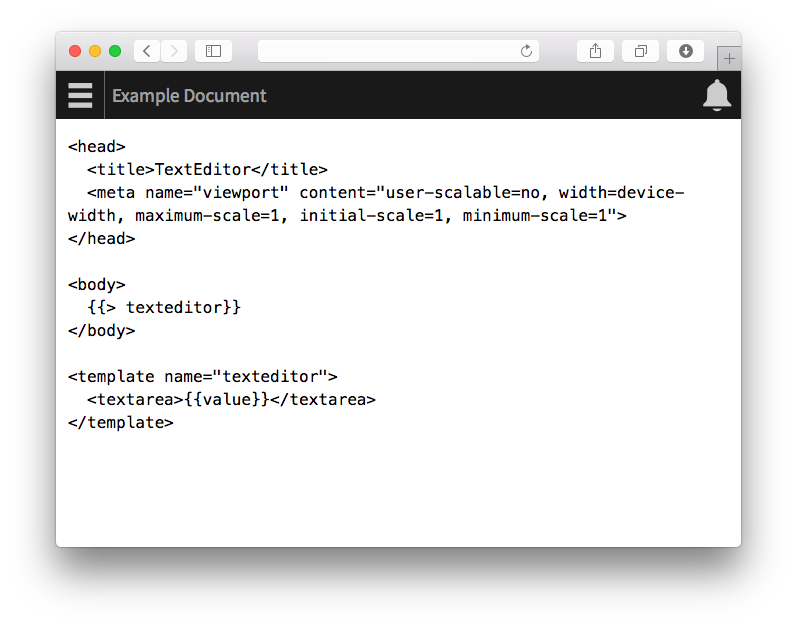 Example Document
<head>
  <title>TextEditor</title>
  <meta name="viewport" content="user-scalable=no, width=device-
width, maximum-scale=1, initial-scale=1, minimum-scale=1">
</head>
<body>
  {{> texteditor}}
</body>
<template name="texteditor">
  <textarea>{{value}}</textarea>
</template>